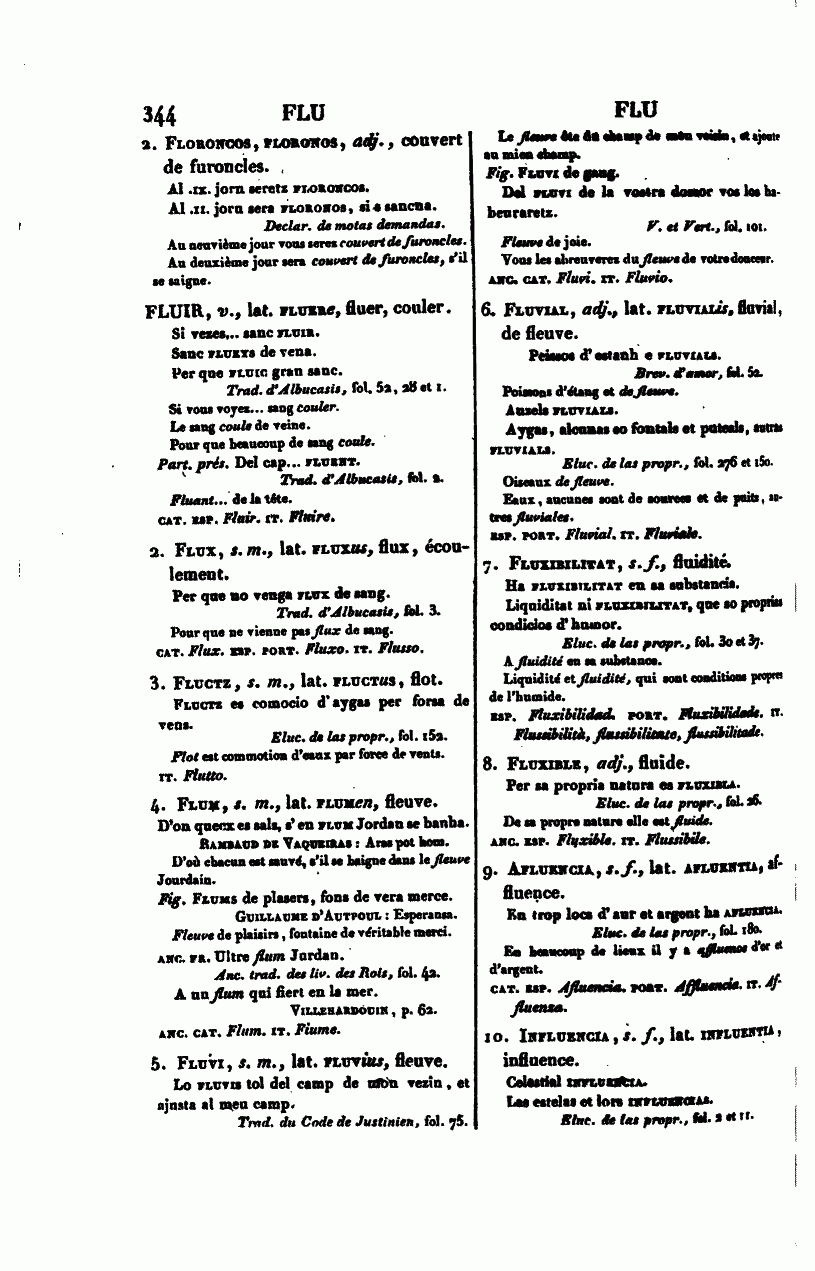 344 FLU
2. Floroncos, floronos, adj., couvert
de furoncles.
Al .ix. jorn seretz floroncos.
Al .ii. jorn sera floronos, si s sancna.
Declar. de motas demandas.
Au neuvième jour vous serez couvert de furoncles.
Au deuxième jour sera couvert de furoncles, s'il
se saigne.
FLUIR, v., lat. fluere, fluer, couler.
Si vezes... sanc fluir.
Sanc flueys de vena.
Per que fluic gran sanc.
Trad. d'Albucasis, fol. 52, 28 et 1.
Si vous voyez... sang couler.
Le sang coule de veine.
Pour que beaucoup de sang coule.
Part. prés. Del cap... fluent.
Trad. d'Albucasis, fol. 2.
Fluant... de la tête.
CAT. ESP. Fluir. IT. Fluire.
2. Flux, s. m., lat. fluxus, flux, écou-
lement.
Per que no venga flux de sang.
Trad. d'Albucasis, fol. 3.
Pour que ne vienne pas flux de sang.
CAT. Flux. ESP. PORT. Fluxo. IT. Flusso.
3. Fluctz, s. m., lat. fluctus, flot.
Fluctz es comocio d'aygas per forsa de
vens.
Eluc. de las propr., fol. 152.
Flot est commotion d'eaux par force de vents.
IT. Flutto.
4. Flum, s. m., lat. flumen, fleuve.
D'on quecx es sals, s'en flum Jordan se banha.
Rambaud de Vaqueiras: Aras pot hom.
D'où chacun est sauvé, s'il se baigne dans le fleuve
Jourdain.
Fig. Flums de plasers, fons de vera merce.
Guillaume d'Autpoul: Esperansa.
Fleuve de plaisirs, fontaine de véritable merci.
ANC. FR. Ultre flum Jurdan.
Anc. trad. des liv. des Rois, fol. 42.
A un flum qui fiert en la mer.
Villehardouin, p. 62.
ANC. CAT. Flum. IT. Fiume.
5. Fluvi, s. m., lat. fluvius, fleuve.
Lo fluvis tol del camp de mon vezin, et
ajusta al meu camp.
Trad. du Code de Justinien, fol. 75.
FLU
Le fleuve ôte du champ de mon voisin, et ajoute
au mien champ.
Fig. Fluvi de gang.
Del fluvi de la vostra dousor vos los ha-
beuraretz.
V. et Vert., fol. 101.
Fleuve de joie.
Vous les abreuverez du fleuve de votre douceur.
ANC. CAT. Fluvi. IT. Fluvio.
6. Fluvial, adj., lat. fluvialis, fluvial,
de fleuve.
Peissos d'estanh e fluvials.
Brev. d'amor, fol. 52.
Poissons d'étang et de fleuve.
Auzels fluvials.
Aygas, alcunas so fontals et puteals, autras
fluvials.
Eluc. de las propr., fol. 276 et 150.
Oiseaux de fleuve.
Eaux, aucunes sont de sources et de puits, au-
tres fluviales.
ESP. PORT. Fluvial. IT. Fluviale.
7. Fluxibilitat, s. f., fluidité.
Ha fluxibilitat en sa substancia.
Liquiditat ni fluxibilitat, que so proprias
condicios d'humor.
Eluc. de las propr., fol. 30 et 37.
A fluidité en sa substance.
Liquidité et fluidité, qui sont conditions propres
de l'humide.
ESP. Fluxibilidad. PORT. Fluxibilidade. IT.
Flussibilità, flussibilitate, flussibilitade.
8. Fluxible, adj., fluide.
Per sa propria natura es fluxibla.
Eluc. de las propr., fol. 26.
De sa propre nature elle est fluide.
ANC. ESP. Fluxible. IT. Flussibile.
9. Afluencia, s. f., lat. afluentia, af-
fluence.
En trop locs d'aur et argent ha afluencia.
Eluc. de las propr., fol. 180.
En beaucoup de lieux il y a affluence d'or et
d'argent.
CAT. ESP. Afluencia. PORT. Affluencia. IT. Af-
fluenza.
10. Influencia, s. f., lat. influentia,
influence.
Celestial influencia.
Las estelas et lors influencias.
Eluc. de las propr., fol. 2 et 11.